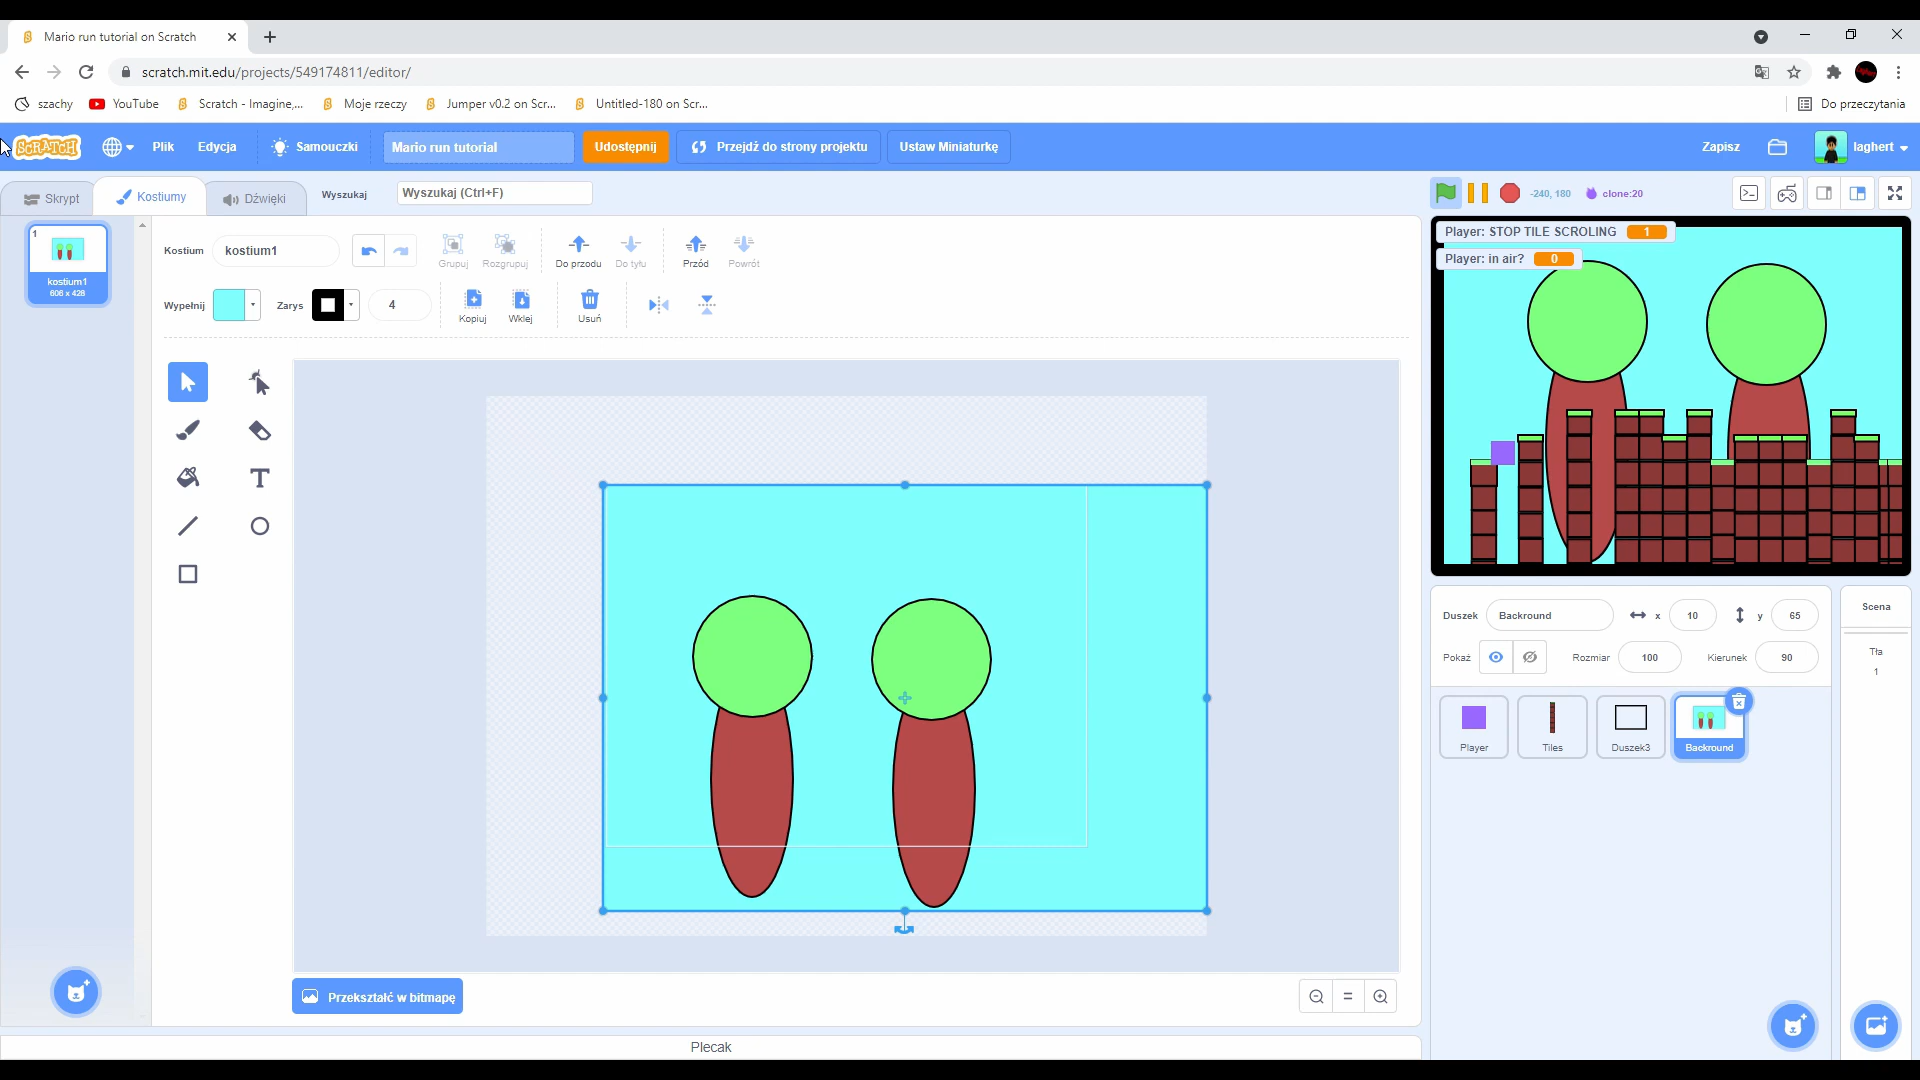 Mario run tutorial on Scratch
scratch.mit.edu/projects/549174811/editor/
szachy
YouTube
Scratch - Imagine,...
Moje rzeczy
Jumper v0.2 on Scr...
Untitled-180 on Scr...
Do przeczytania
SCRATCH
Plik
Edycja
Samouczki
Mario run tutorial
Udostępnij
Przejdź do strony projektu
Ustaw Miniaturkę
Zapisz
laghert
Skrypt
Kostiumy
Dźwięki
Wyszukaj
Wyszukaj (Ctrl+F)
-240, 180
clone:20
1
kostium1
606 x 428
Kostium
kostium1
Grupuj
Rozgrupuj
Do przodu
Do tyłu
Przód
Powrót
Wypełnij
Zarys
4
Kopiuj
Wklej
Usuń
Player: STOP TILE SCROLING 1
Player: in air? 0
Przekształć w bitmapę
Plecak
Duszek
Backround
x
10
y
65
Pokaż
Rozmiar
100
Kierunek
90
Player
Tiles
Duszek3
Backround
Scena
Tła
1